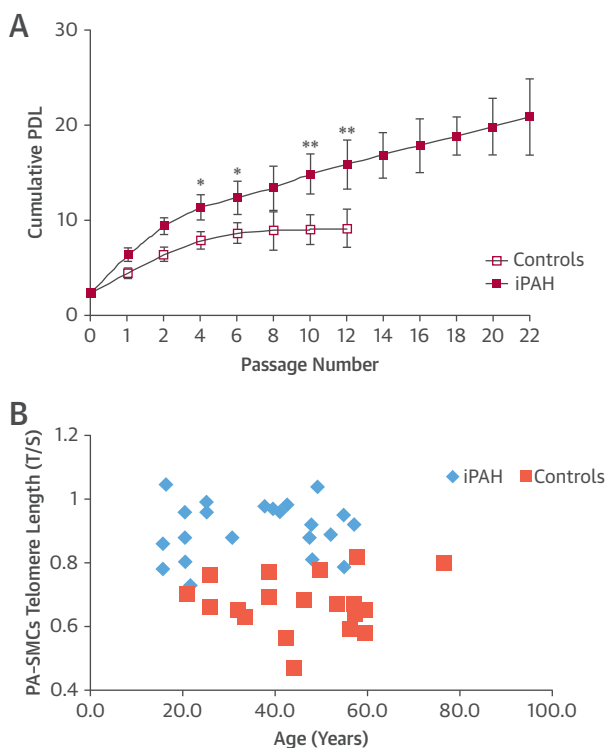 A
30
20
10
0
Cumulative PDL
* * ** **
Controls
iPAH
0 1 2 4 6 8 10 12 14 16 18 20 22
Passage Number
B
1.2
1
0.8
0.6
0.4
PA-SMCs Telomere Length (T/S)
iPAH Controls
0.0 20.0 40.0 60.0 80.0 100.0
Age (Years)